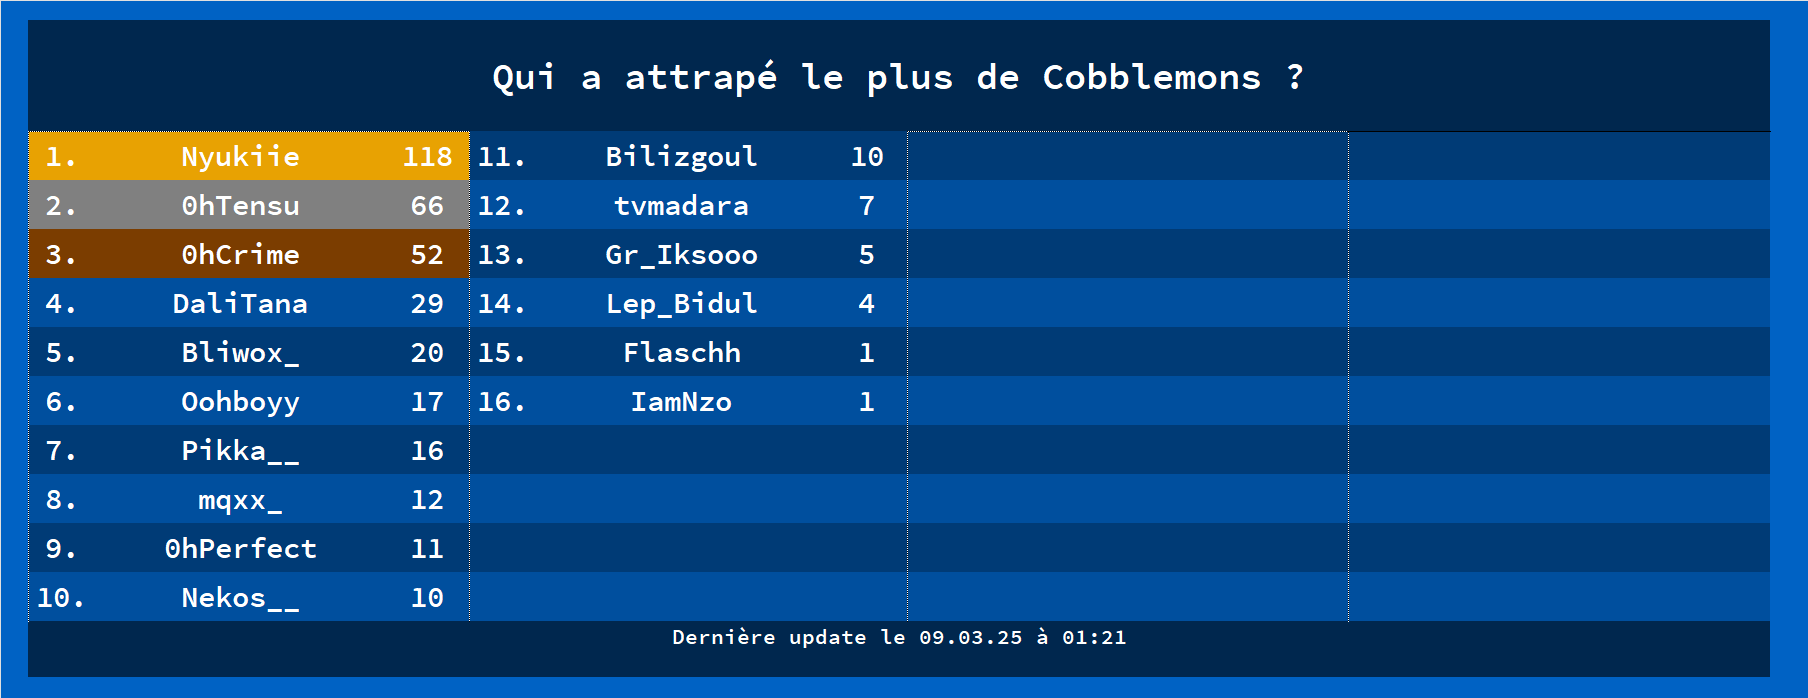 Qui a attrapé le plus de Cobblemons ?
1. Nyukiie 118
2. 0hTensu 66
3. 0hCrime 52
4. DaliTana 29
5. Bliwox_ 20
6. Oohboyy 17
7. Pikka__ 16
8. mqxx_ 12
9. 0hPerfect 11
10. Nekos__ 10
11. Bilizgoul 10
12. tvmadara 7
13. Gr_Iksooo 5
14. Lep_Bidul 4
15. Flaschh 1
16. IamNzo 1
Dernière update le 09.03.25 à 01:21